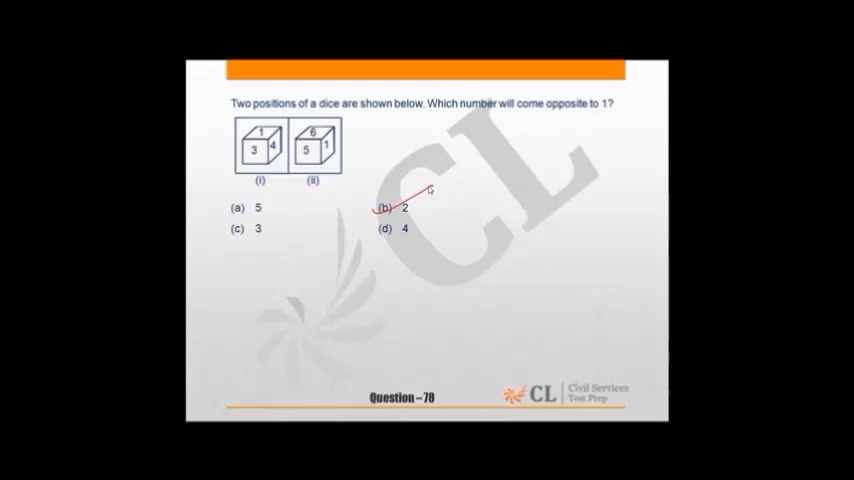 Two positions of a dice are shown below. Which number will come opposite to 1?
1 6
3 4 5 1
(i) (ii)
(a) 5 (b) 2
(c) 3 (d) 4
CL
Question – 78
CL Civil Services
Test Prep